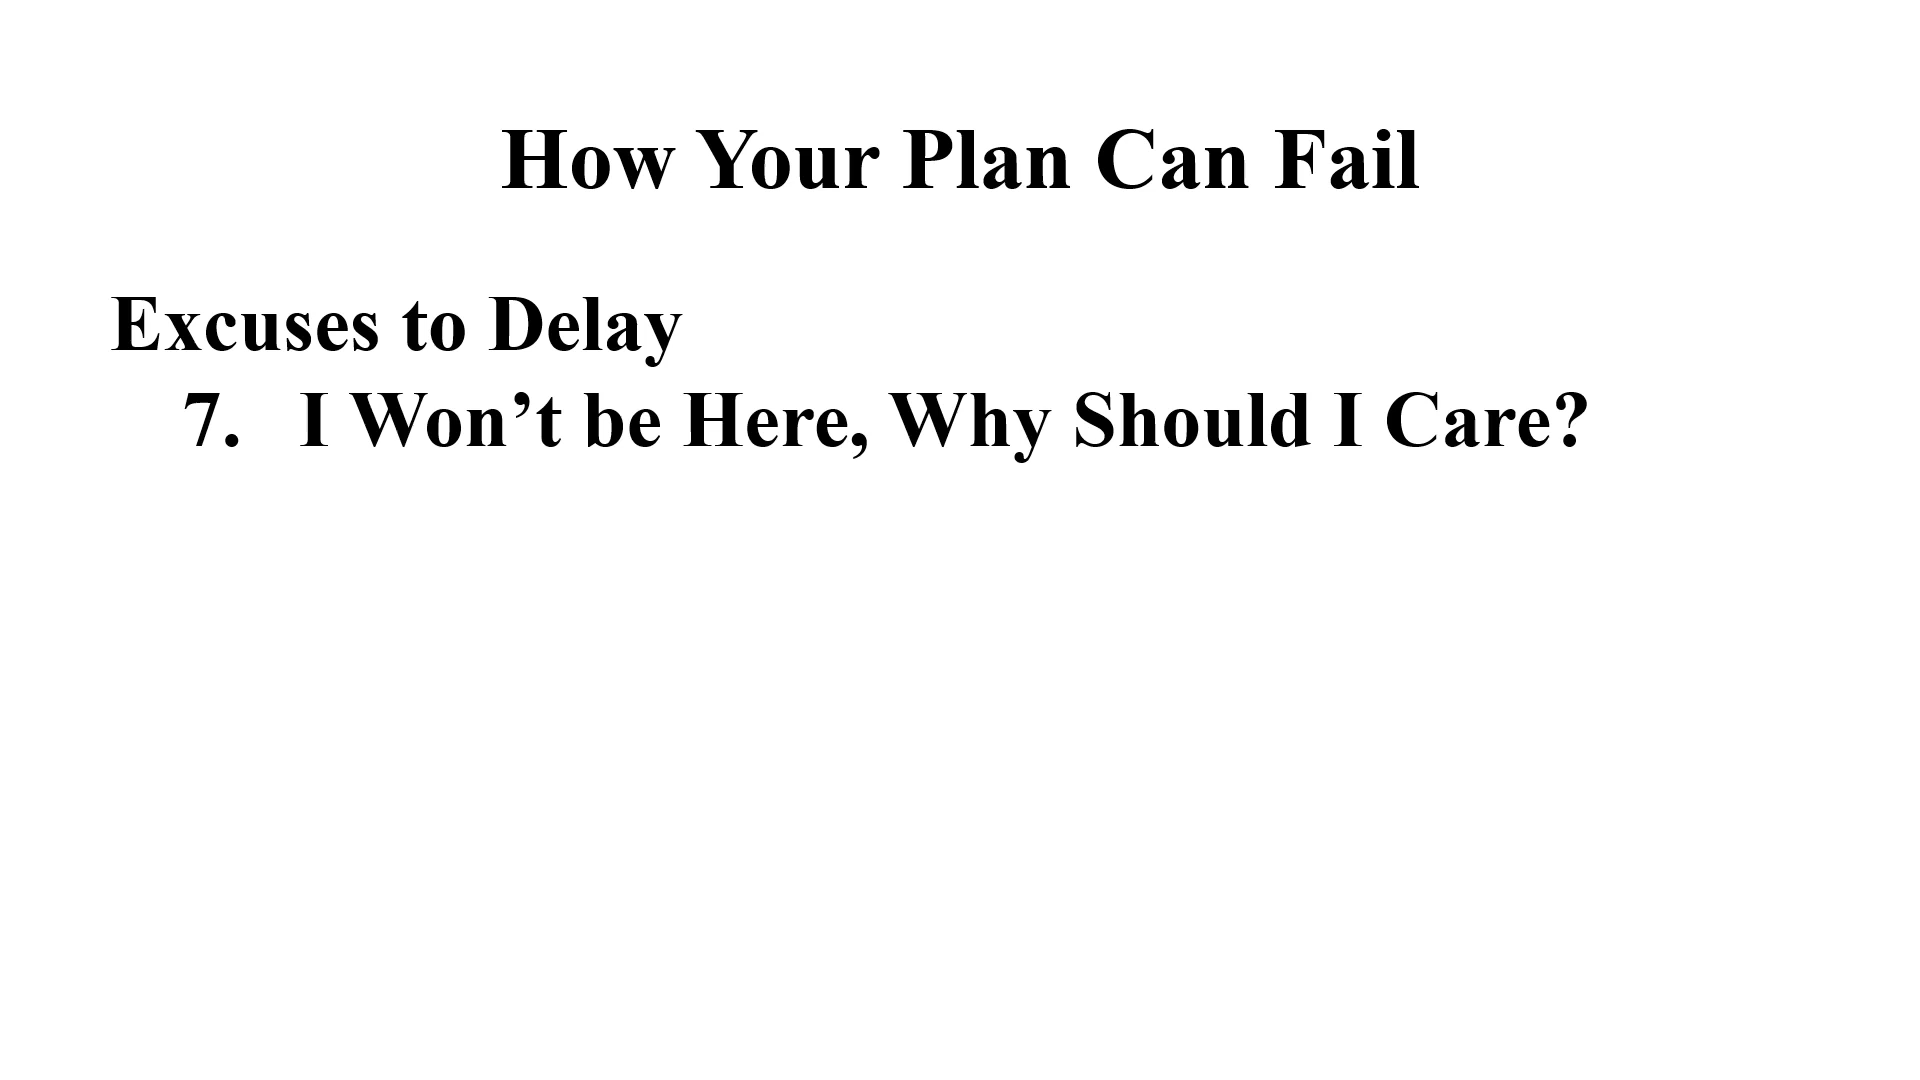 How Your Plan Can Fail
Excuses to Delay
7. I Won’t be Here, Why Should I Care?